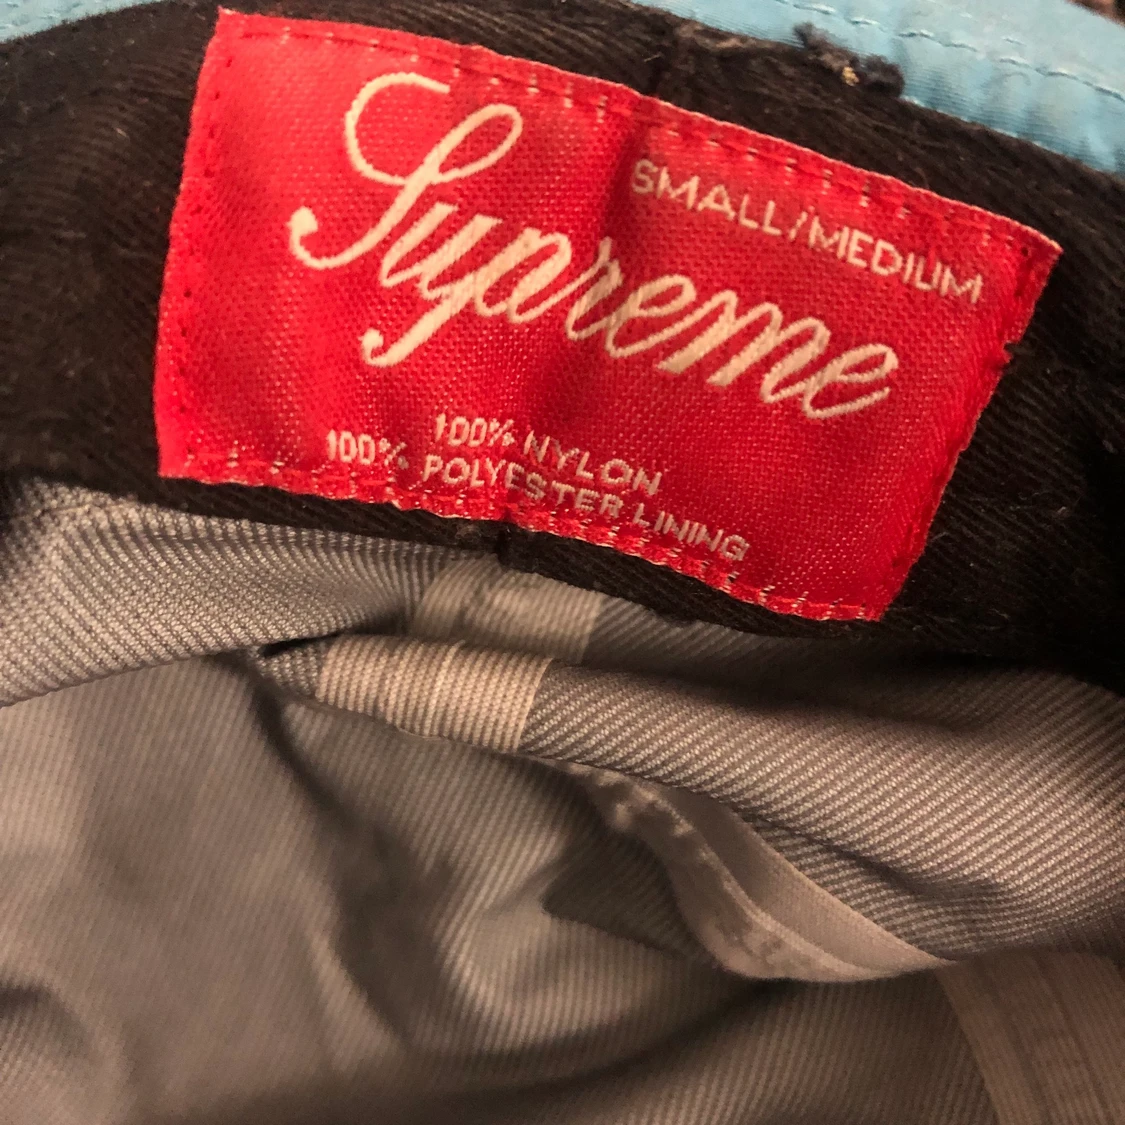 SMALL/MEDIUM
Supreme
100% NYLON
100% POLYESTER LINING